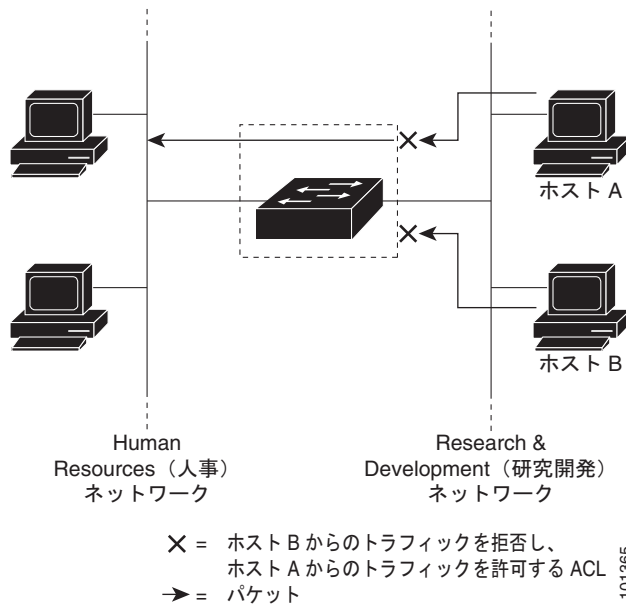 ホスト A
ホスト B
Human
Resources（人事）
ネットワーク
Research &
Development（研究開発）
ネットワーク
✕ = ホスト B からのトラフィックを拒否し、
ホスト A からのトラフィックを許可する ACL
➔ = パケット
101365